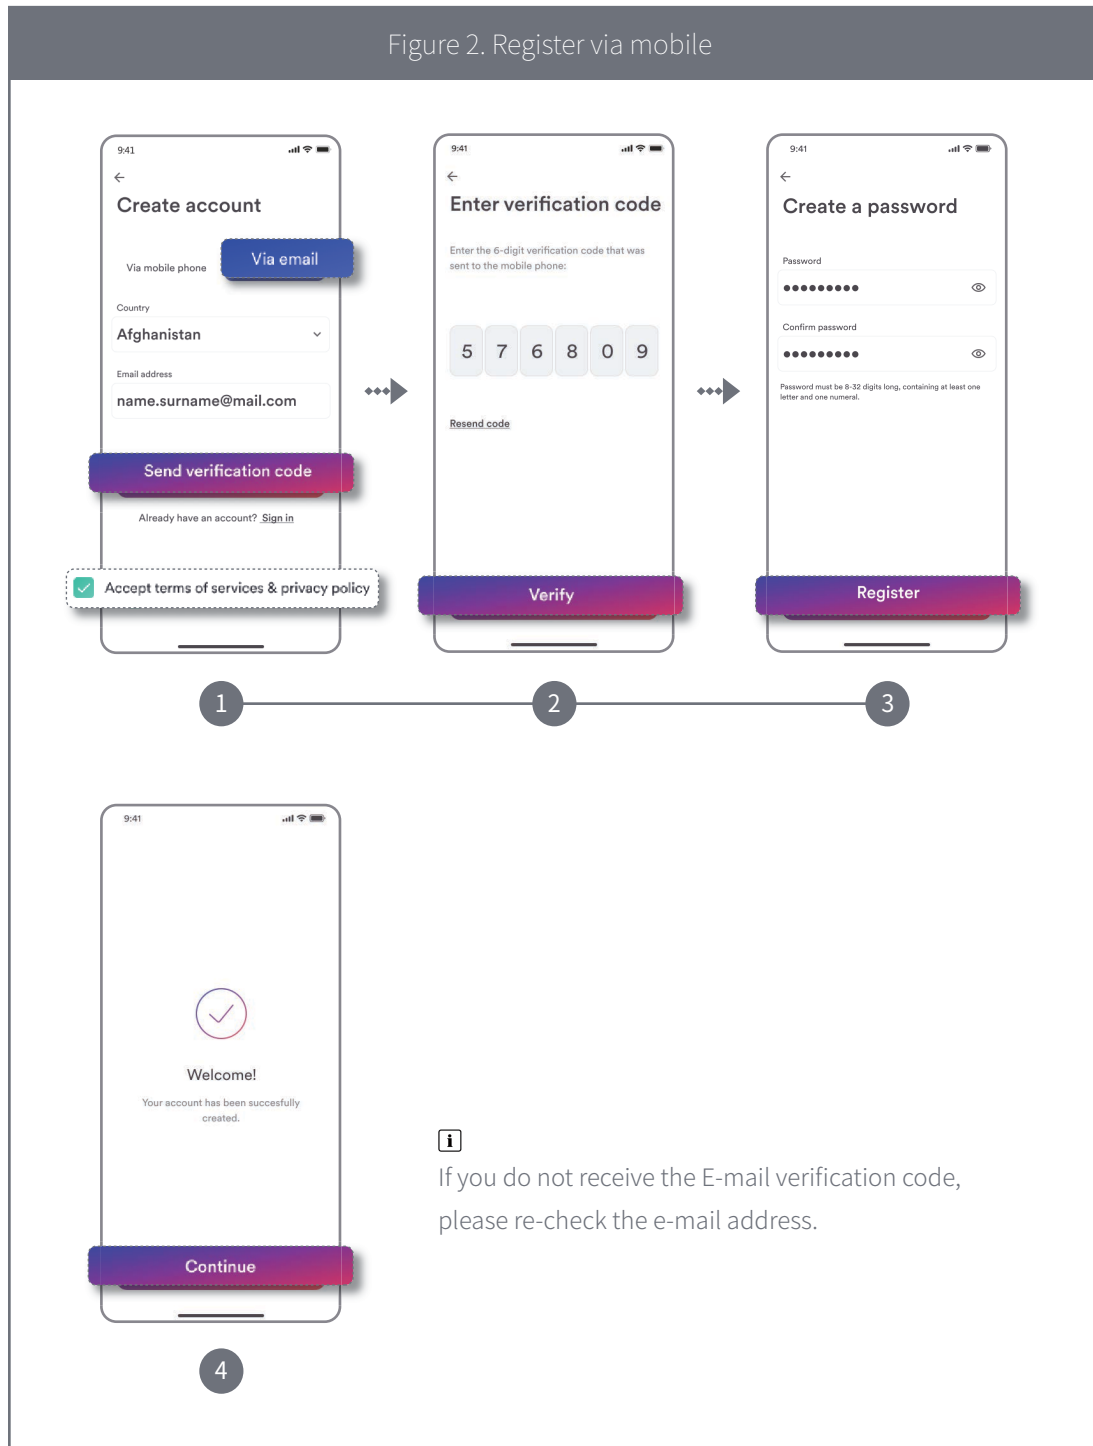 Figure 2. Register via mobile
9:41
Create account
Via mobile phone
Via email
Country
Afghanistan
Email address
name.surname@mail.com
Send verification code
Already have an account? Sign in
Accept terms of services & privacy policy
1
9:41
Enter verification code
Enter the 6-digit verification code that was
sent to the mobile phone:
5 7 6 8 0 9
Resend code
Verify
2
9:41
Create a password
Password
Confirm password
Password must be 8-32 digits long, containing at least one
letter and one numeral.
Register
3
9:41
Welcome!
Your account has been succesfully
created.
Continue
4
i
If you do not receive the E-mail verification code,
please re-check the e-mail address.